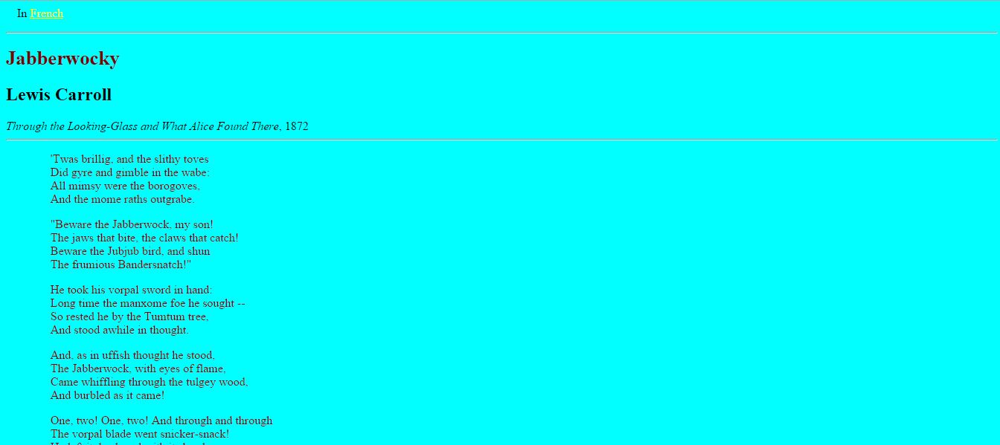 In French
Jabberwocky
Lewis Carroll
Through the Looking-Glass and What Alice Found There, 1872
'Twas brillig, and the slithy toves
Did gyre and gimble in the wabe:
All mimsy were the borogoves,
And the mome raths outgrabe.
"Beware the Jabberwock, my son!
The jaws that bite, the claws that catch!
Beware the Jubjub bird, and shun
The frumious Bandersnatch!"
He took his vorpal sword in hand:
Long time the manxome foe he sought --
So rested he by the Tumtum tree,
And stood awhile in thought.
And, as in uffish thought he stood,
The Jabberwock, with eyes of flame,
Came whiffling through the tulgey wood,
And burbled as it came!
One, two! One, two! And through and through
The vorpal blade went snicker-snack!